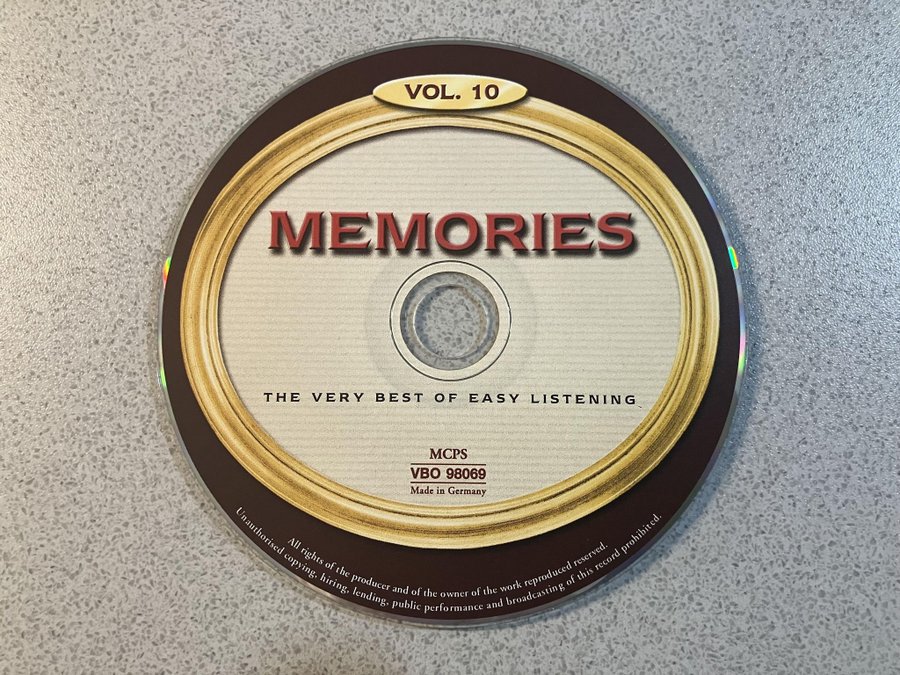 VOL. 10
MEMORIES
THE VERY BEST OF EASY LISTENING
MCPS
VBO 98069
Made in Germany
All rights of the producer and of the owner of the work reproduced reserved.
Unauthorised copying, hiring, lending, public performance and broadcasting of this record prohibited.